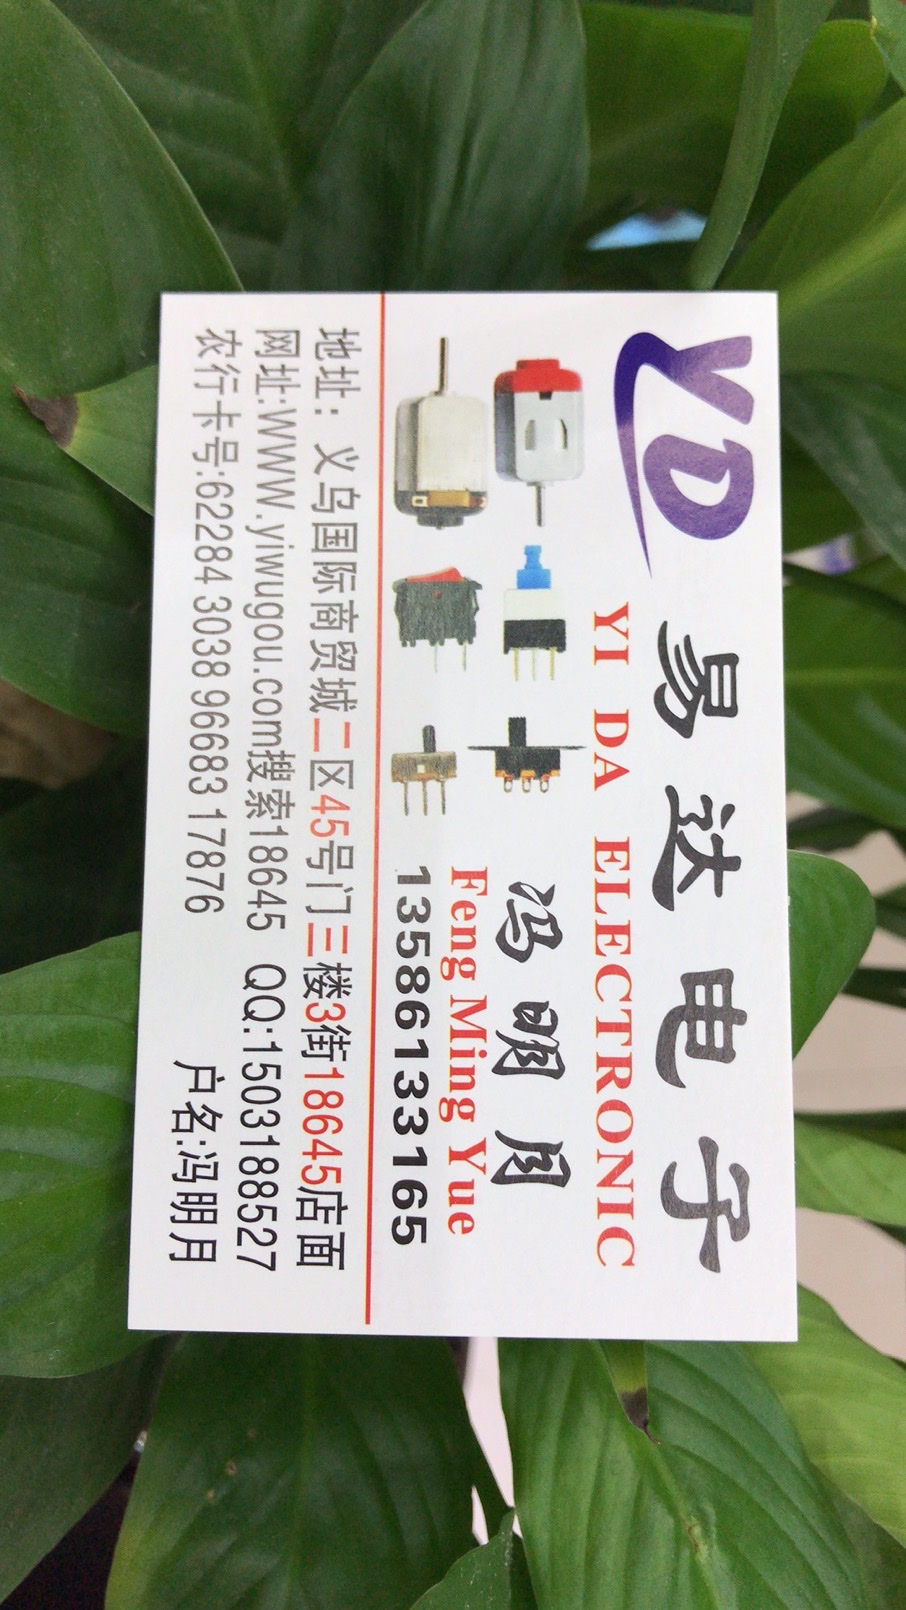 YD 易达电子
YI DA ELECTRONIC
冯明月
Feng Ming Yue
13586133165
地址：义乌国际商贸城二区45号门三楼3街18645店面
网址:WWW.yiwugou.com搜索18645 QQ:1503188527
农行卡号:62284 3038 96683 17876 户名:冯明月